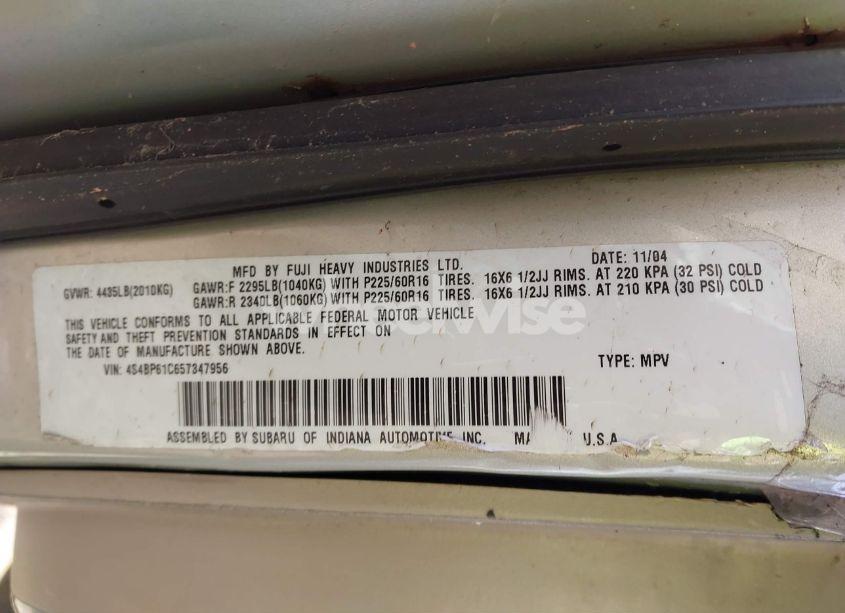 MFD BY FUJI HEAVY INDUSTRIES LTD. DATE: 11/04
GVWR: 4435LB(2010KG) GAWR:F 2295LB(1040KG) WITH P225/60R16 TIRES. 16X6 1/2JJ RIMS. AT 220 KPA (32 PSI) COLD
GAWR:R 2340LB(1060KG) WITH P225/60R16 TIRES. 16X6 1/2JJ RIMS. AT 210 KPA (30 PSI) COLD
THIS VEHICLE CONFORMS TO ALL APPLICABLE FEDERAL MOTOR VEHICLE
SAFETY AND THEFT PREVENTION STANDARDS IN EFFECT ON
THE DATE OF MANUFACTURE SHOWN ABOVE.
VIN: 4S4BP61C657347956 TYPE: MPV
ASSEMBLED BY SUBARU OF INDIANA AUTOMOTIVE, INC. U.S.A.